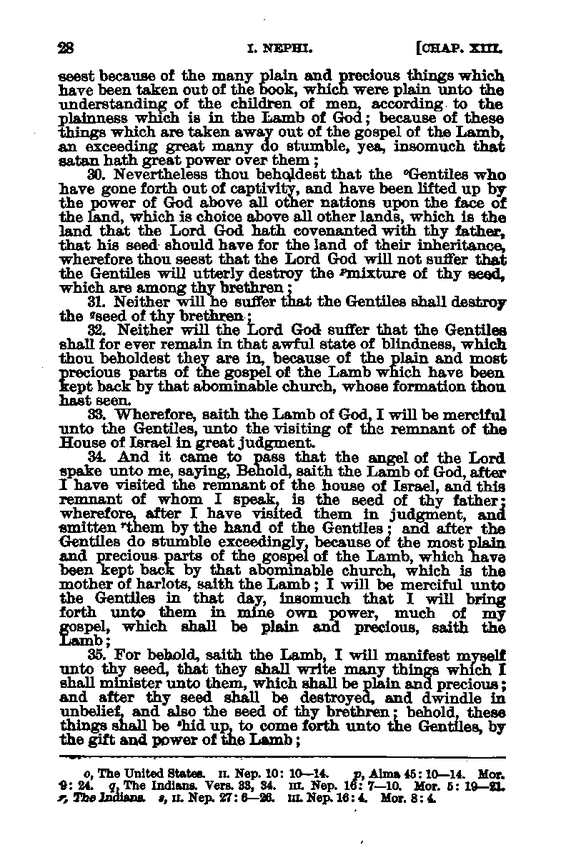 28 I. NEPHI. [CHAP. XIII.
seest because of the many plain and precious things which
have been taken out of the book, which were plain unto the
understanding of the children of men, according to the
plainness which is in the Lamb of God; because of these
things which are taken away out of the gospel of the Lamb,
an exceeding great many do stumble, yea, insomuch that
satan hath great power over them;
30. Nevertheless thou beholdest that the oGentiles who
have gone forth out of captivity, and have been lifted up by
the power of God above all other nations upon the face of
the land, which is choice above all other lands, which is the
land that the Lord God hath covenanted with thy father,
that his seed should have for the land of their inheritance,
wherefore thou seest that the Lord God will not suffer that
the Gentiles will utterly destroy the pmixture of thy seed,
which are among thy brethren;
31. Neither will he suffer that the Gentiles shall destroy
the qseed of thy brethren;
32. Neither will the Lord God suffer that the Gentiles
shall for ever remain in that awful state of blindness, which
thou beholdest they are in, because of the plain and most
precious parts of the gospel of the Lamb which have been
kept back by that abominable church, whose formation thou
hast seen.
33. Wherefore, saith the Lamb of God, I will be merciful
unto the Gentiles, unto the visiting of the remnant of the
House of Israel in great judgment.
34. And it came to pass that the angel of the Lord
spake unto me, saying, Behold, saith the Lamb of God, after
I have visited the remnant of the house of Israel, and this
remnant of whom I speak, is the seed of thy father;
wherefore, after I have visited them in judgment, and
smitten rthem by the hand of the Gentiles; and after the
Gentiles do stumble exceedingly, because of the most plain
and precious parts of the gospel of the Lamb, which have
been kept back by that abominable church, which is the
mother of harlots, saith the Lamb; I will be merciful unto
the Gentiles in that day, insomuch that I will bring
forth unto them in mine own power, much of my
gospel, which shall be plain and precious, saith the
Lamb;
35. For behold, saith the Lamb, I will manifest myself
unto thy seed, that they shall write many things which I
shall minister unto them, which shall be plain and precious;
and after thy seed shall be destroyed, and dwindle in
unbelief, and also the seed of thy brethren; behold, these
things shall be shid up, to come forth unto the Gentiles, by
the gift and power of the Lamb;
o, The United States. II. Nep. 10: 10—14. p, Alma 45: 10—14. Mor.
9: 24. q, The Indians. Vers. 33, 34. III. Nep. 16: 7—10. Mor. 5: 19—21.
r, The Indians. s, II. Nep. 27: 6—26. III. Nep. 16: 4. Mor. 8: 4.